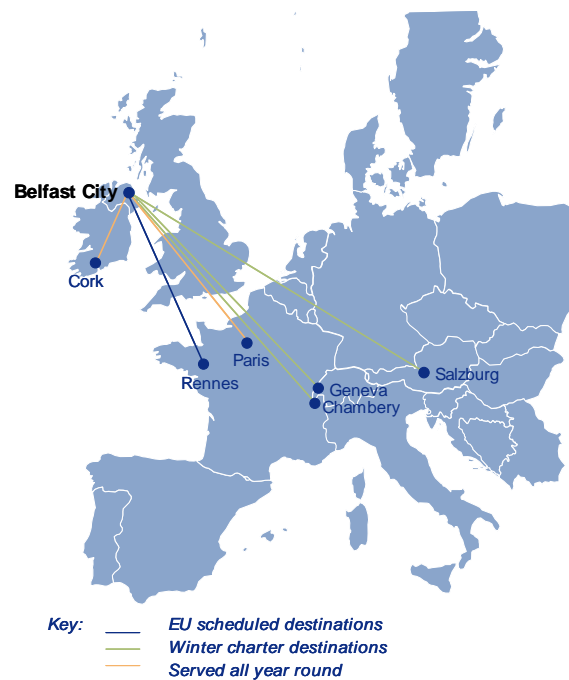 Belfast City
Cork
Paris
Rennes
Salzburg
Geneva
Chambery
Key:
EU scheduled destinations
Winter charter destinations
Served all year round